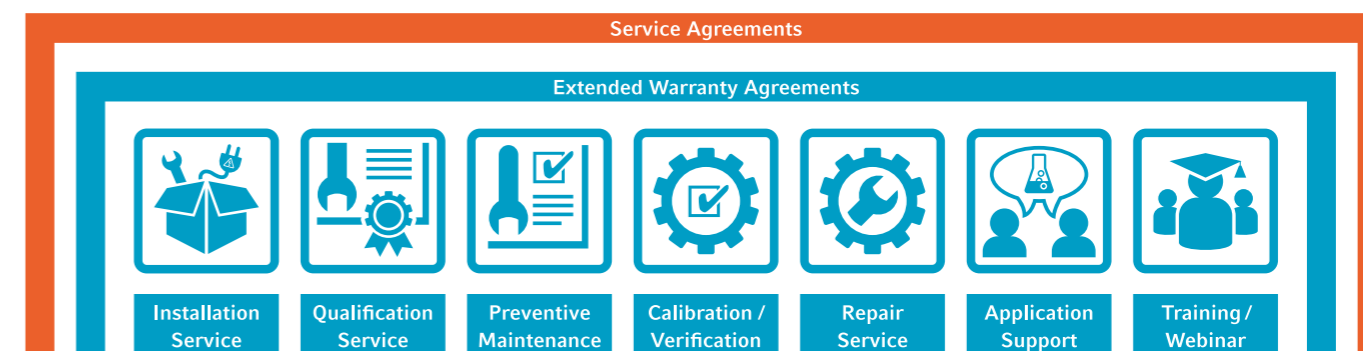 Service Agreements
Extended Warranty Agreements
Installation
Service
Qualification
Service
Preventive
Maintenance
Calibration /
Verification
Repair
Service
Application
Support
Training /
Webinar